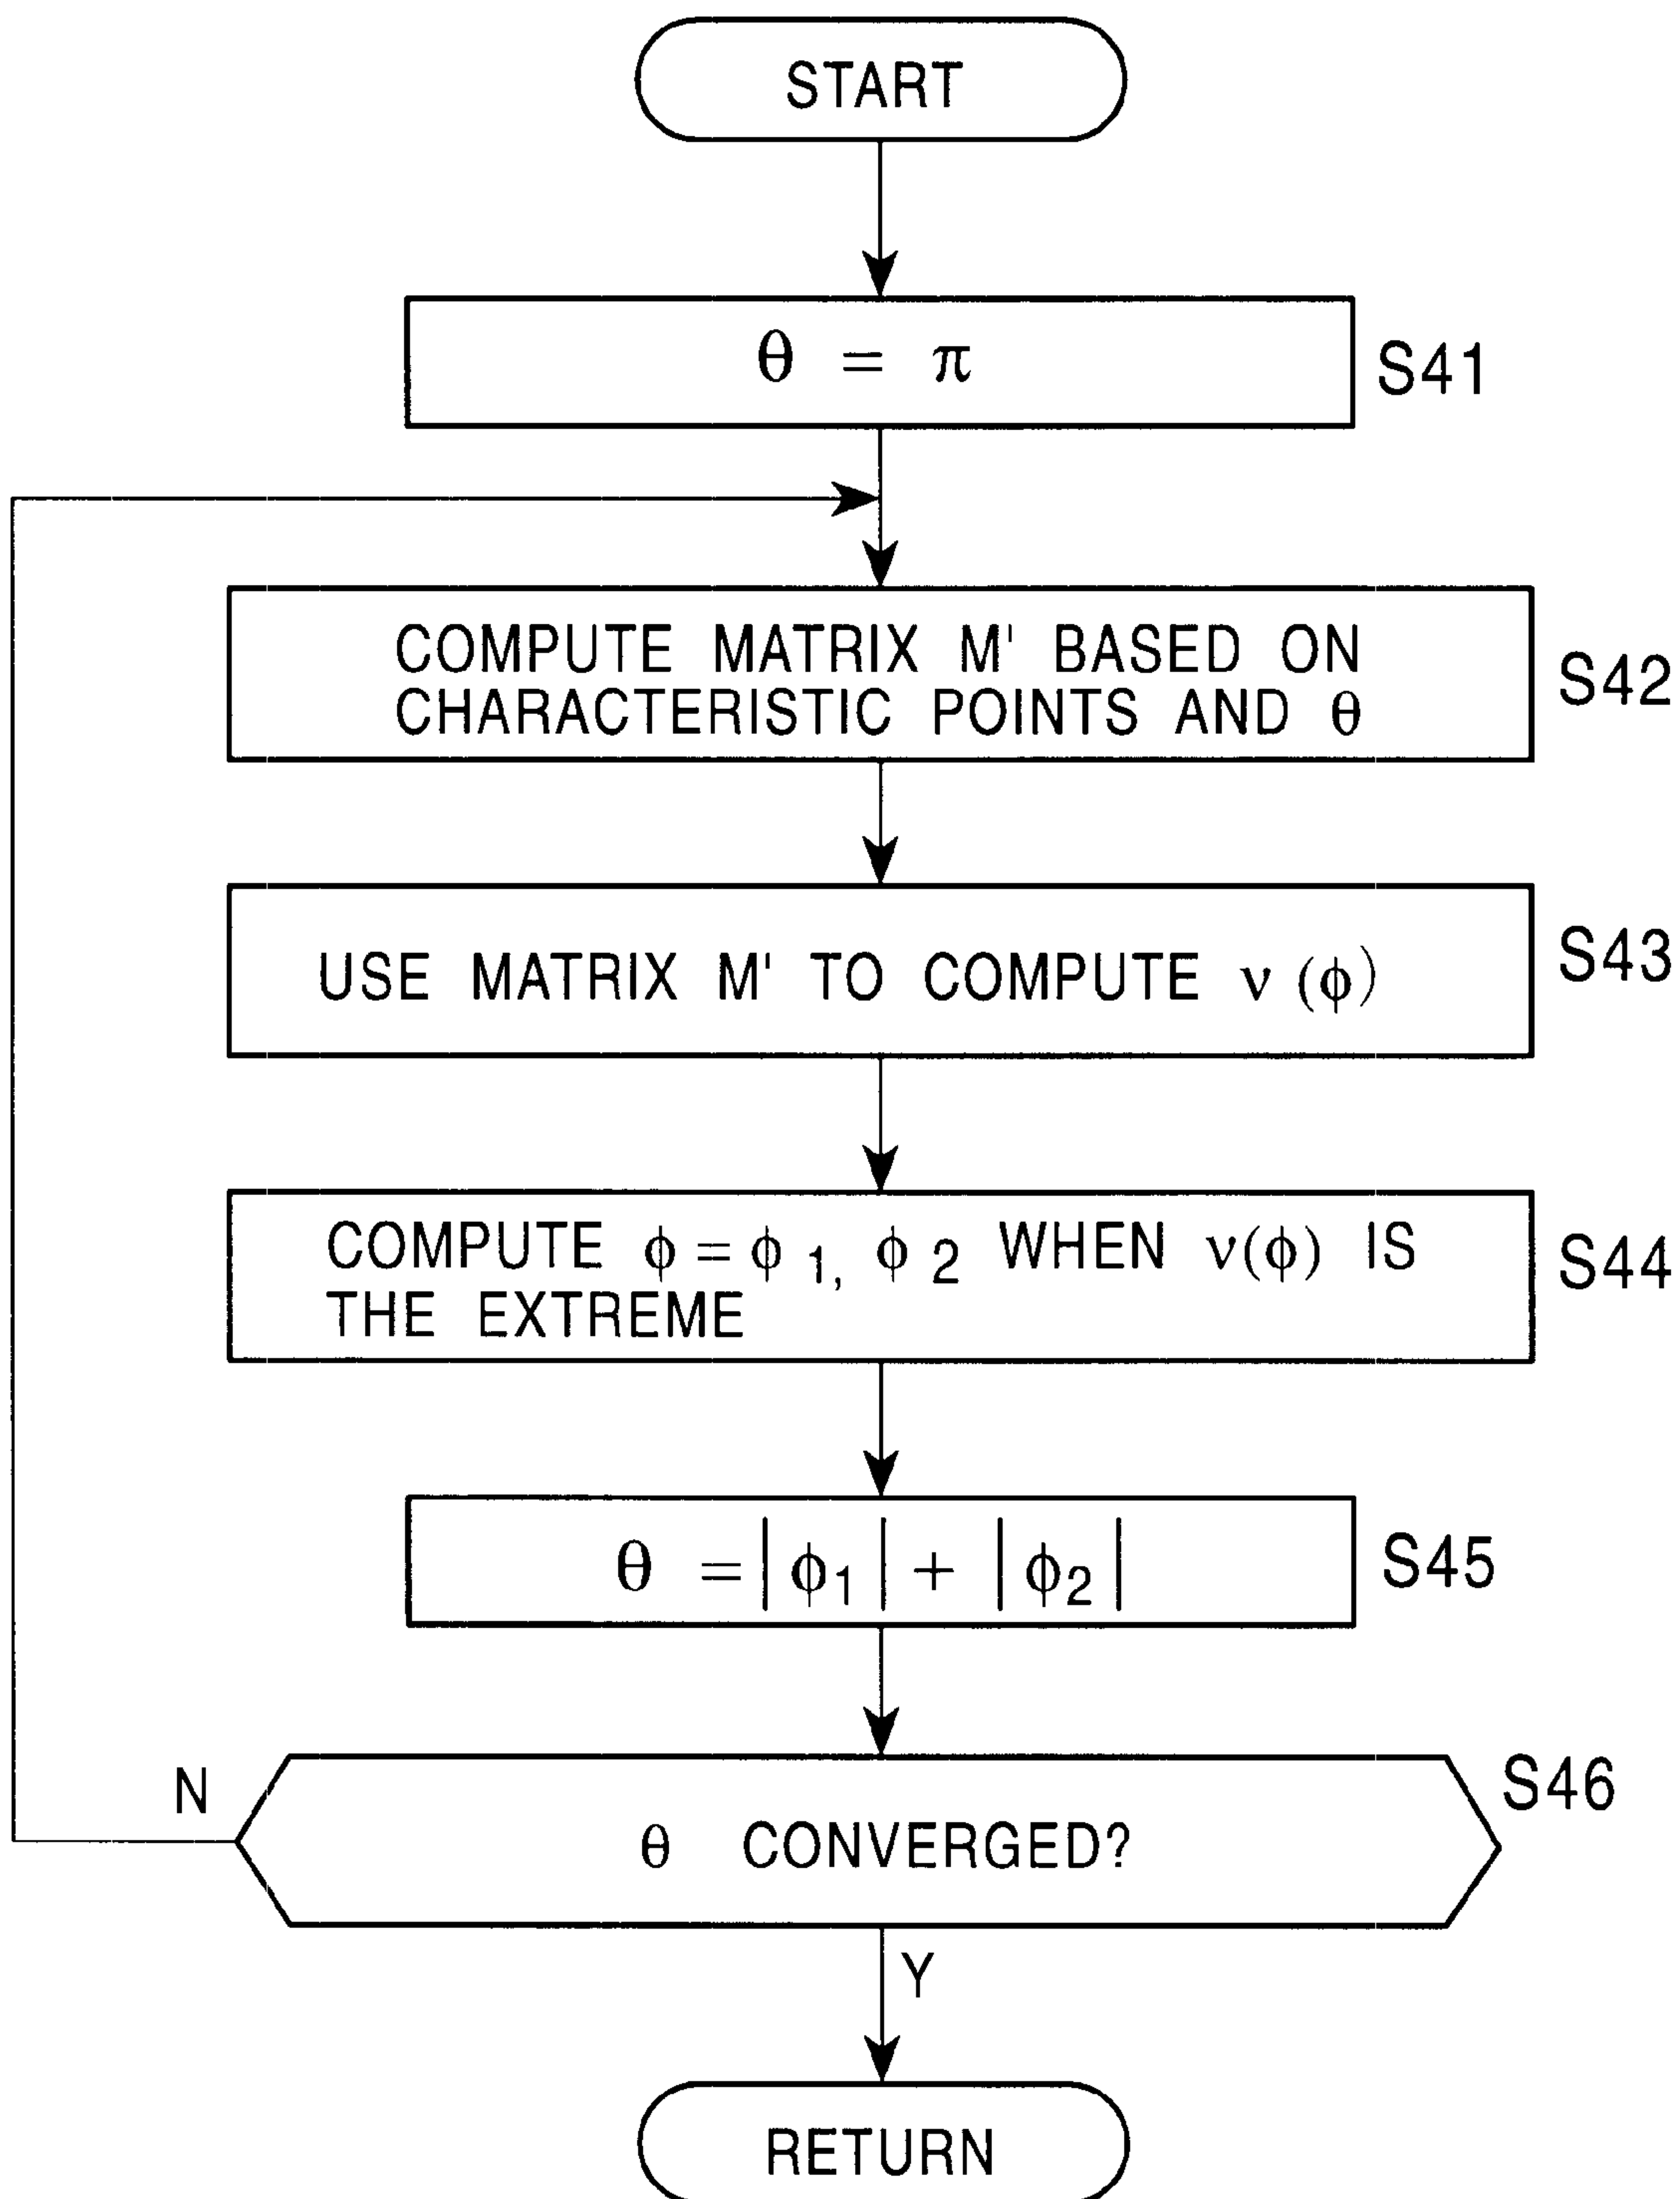 START
θ = π
S41
COMPUTE MATRIX M' BASED ON
CHARACTERISTIC POINTS AND θ
S42
USE MATRIX M' TO COMPUTE ν (ϕ)
S43
COMPUTE ϕ = ϕ 1, ϕ 2 WHEN ν(ϕ) IS
THE EXTREME
S44
θ = | ϕ1 | + | ϕ2 |
S45
N
θ CONVERGED?
S46
Y
RETURN